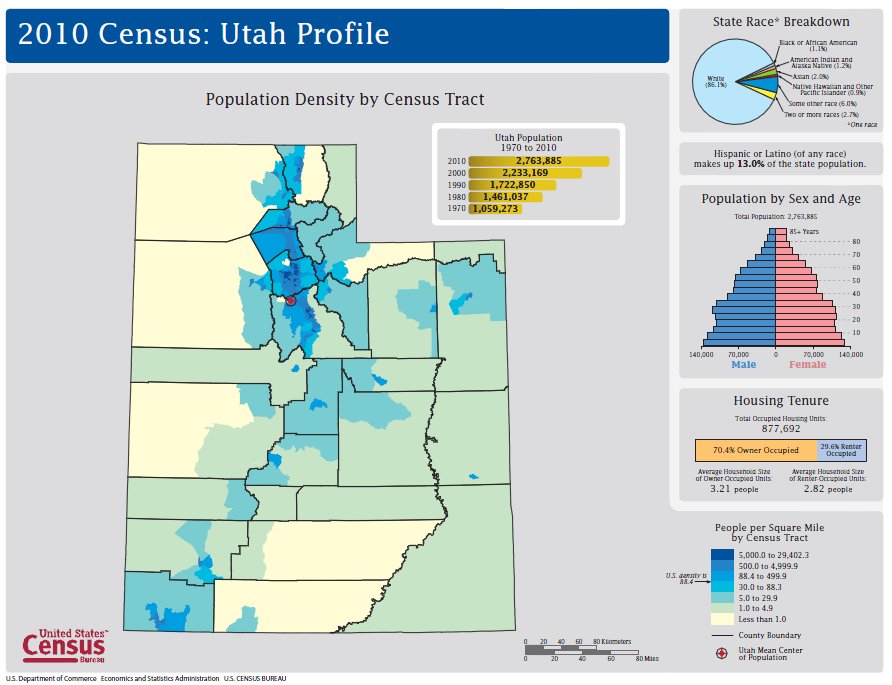 2010 Census: Utah Profile
Population Density by Census Tract
Utah Population
1970 to 2010
2010 2,763,885
2000 2,233,169
1990 1,722,850
1980 1,461,037
1970 1,059,273
United States™
Census
Bureau
0 20 40 60 80 Kilometers
0 20 40 60 80 Miles
State Race* Breakdown
Black or African American
(1.1%)
American Indian and
Alaska Native (1.2%)
Asian (2.0%)
Native Hawaiian and Other
Pacific Islander (0.9%)
Some other race (6.0%)
Two or more races (2.7%)
White
(86.1%)
*One race
Hispanic or Latino (of any race)
makes up 13.0% of the state population.
Population by Sex and Age
Total Population: 2,763,885
85+ Years
80
70
60
50
40
30
20
10
140,000 70,000 0 70,000 140,000
Male Female
Housing Tenure
Total Occupied Housing Units:
877,692
70.4% Owner Occupied
29.6% Renter
Occupied
Average Household Size
of Owner-Occupied Units:
3.21 people
Average Household Size
of Renter-Occupied Units:
2.82 people
People per Square Mile
by Census Tract
5,000.0 to 29,402.3
500.0 to 4,999.9
88.4 to 499.9
30.0 to 88.3
5.0 to 29.9
1.0 to 4.9
Less than 1.0
U.S. density is
88.4
County Boundary
Utah Mean Center
of Population
U.S. Department of Commerce Economics and Statistics Administration U.S. CENSUS BUREAU